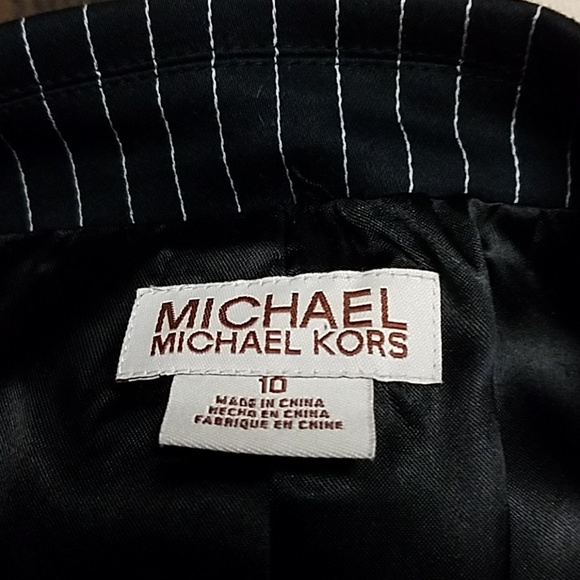 MICHAEL
MICHAEL KORS
10
MADE IN CHINA
HECHO EN CHINA
FABRIQUE EN CHINE